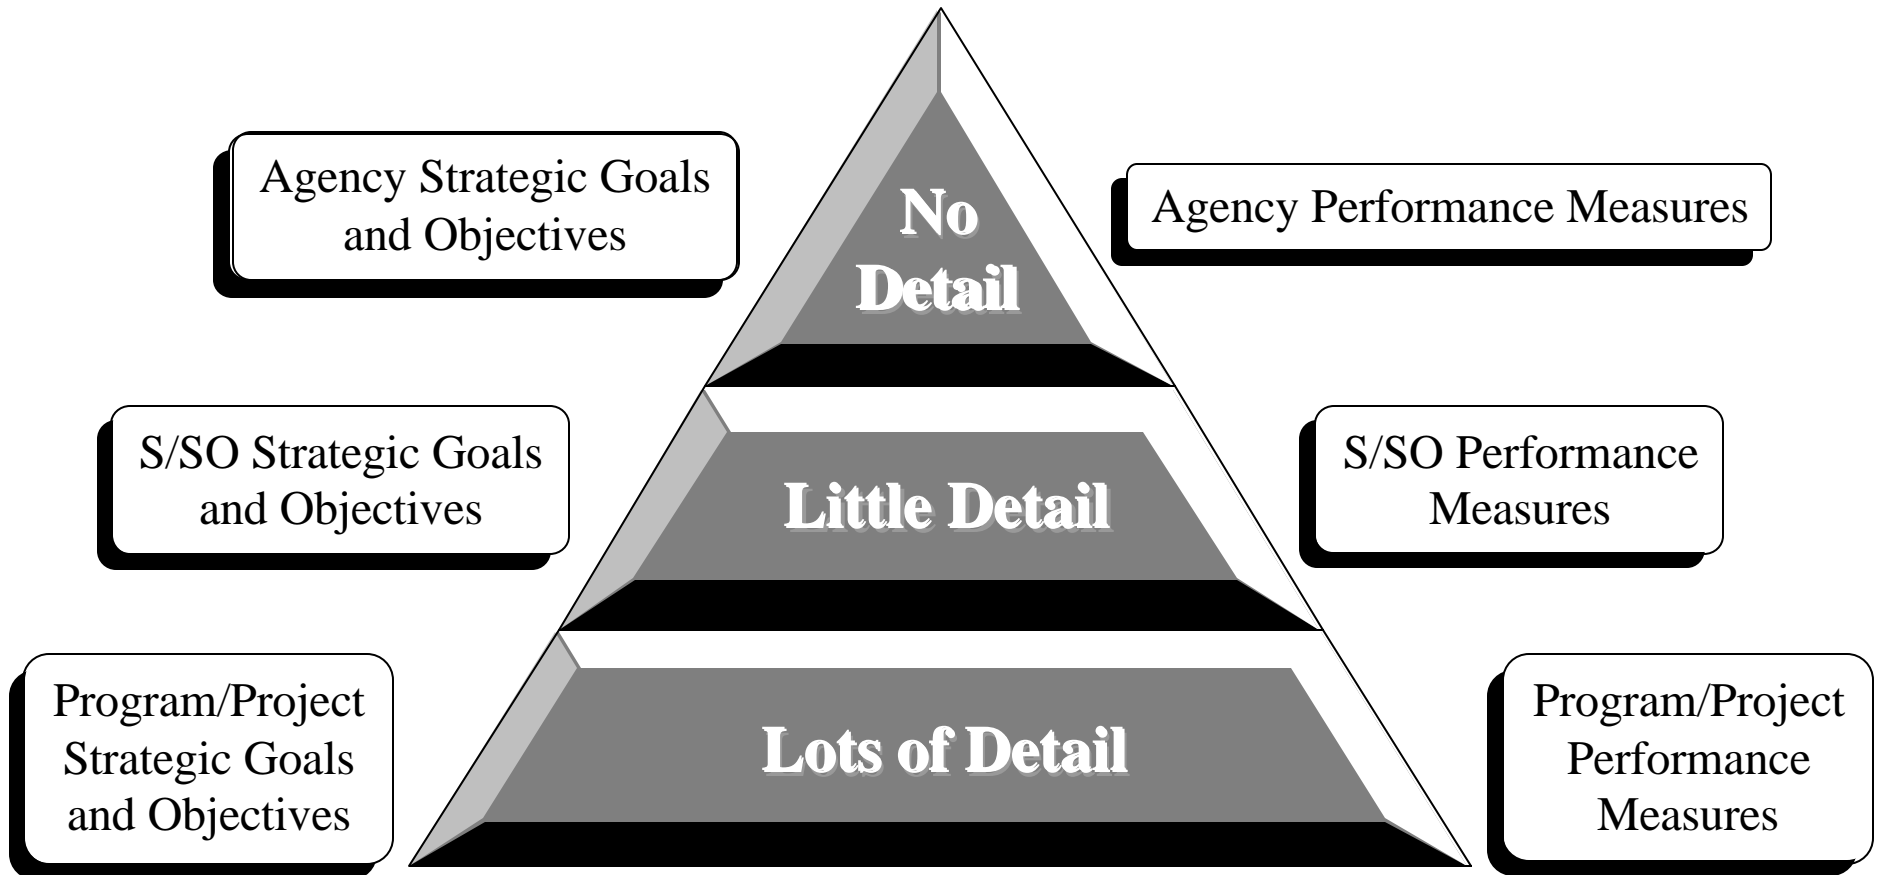 Agency Strategic Goals
and Objectives
No
Detail
Agency Performance Measures
S/SO Strategic Goals
and Objectives
Little Detail
S/SO Performance
Measures
Program/Project
Strategic Goals
and Objectives
Lots of Detail
Program/Project
Performance
Measures